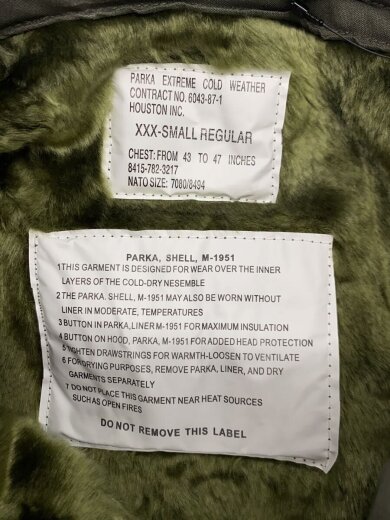 PARKA EXTREME COLD WEATHER
CONTRACT NO. 6043-87-1
HOUSTON INC.
XXX-SMALL REGULAR
CHEST: FROM 43 TO 47 INCHES
8415-782-3217
NATO SIZE: 7080/8494
PARKA, SHELL, M-1951
1 THIS GARMENT IS DESIGNED FOR WEAR OVER THE INNER
LAYERS OF THE COLD-DRY NESEMBLE
2 THE PARKA. SHELL, M-1951 MAY ALSO BE WORN WITHOUT
LINER IN MODERATE, TEMPERATURES
3 BUTTON IN PARKA, LINER M-1951 FOR MAXIMUM INSULATION
4 BUTTON ON HOOD, PARKA, M-1951 FOR ADDED HEAD PROTECTION
5 TIGHTEN DRAWSTRINGS FOR WARMTH-LOOSEN TO VENTILATE
6 FOR DRYING PURPOSES, REMOVE PARKA, LINER, AND DRY
GARMENTS SEPARATELY
7 DO NOT PLACE THIS GARMENT NEAR HEAT SOURCES
SUCH AS OPEN FIRES
DO NOT REMOVE THIS LABEL